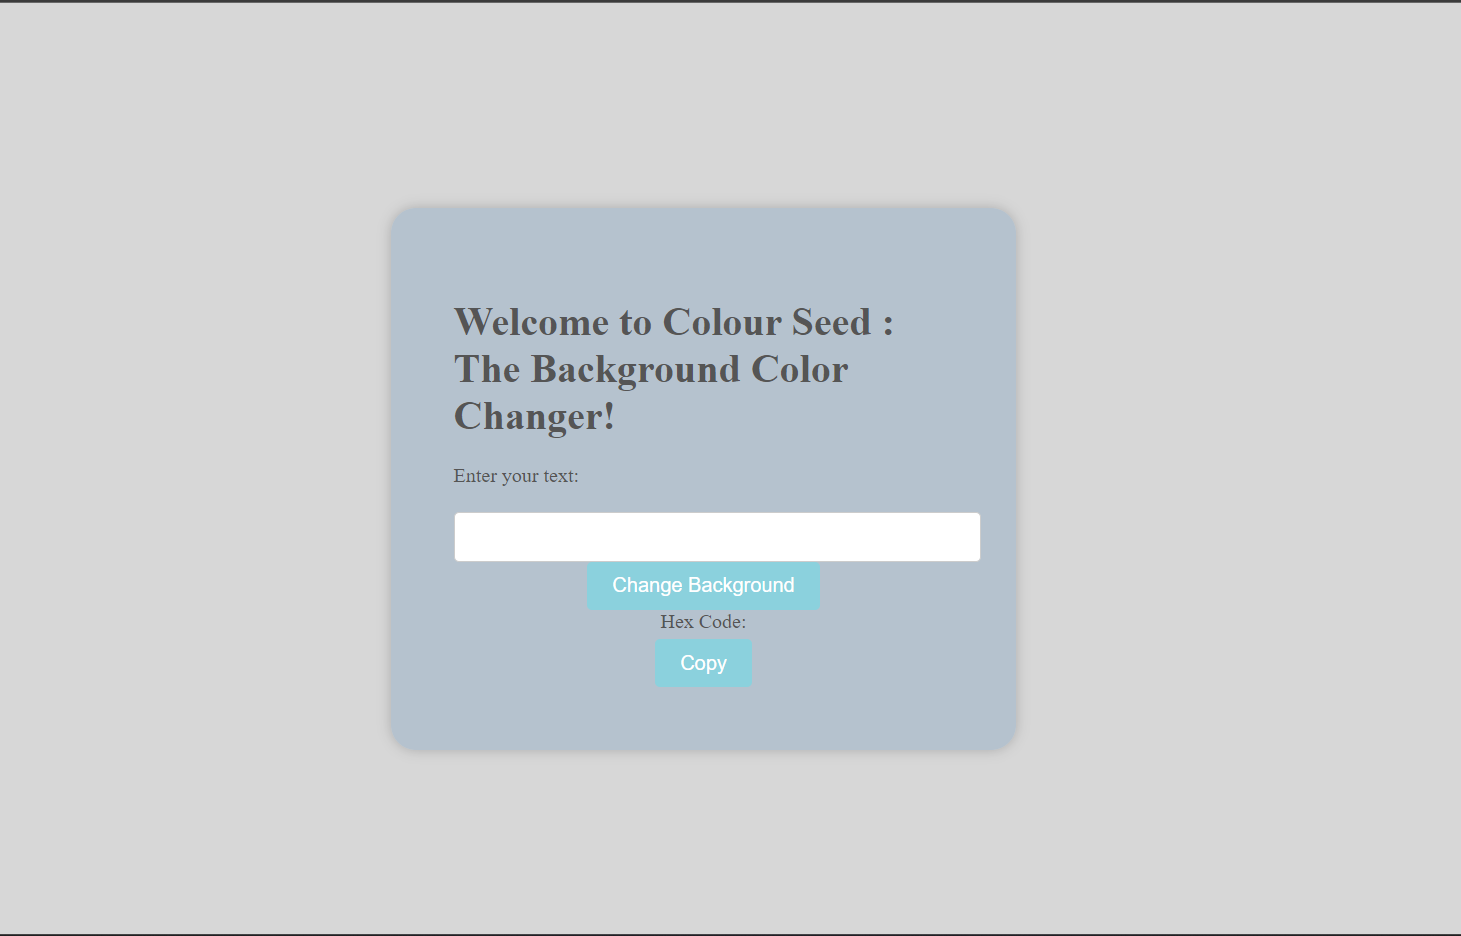 Welcome to Colour Seed :
The Background Color
Changer!
Enter your text:
Change Background
Hex Code:
Copy